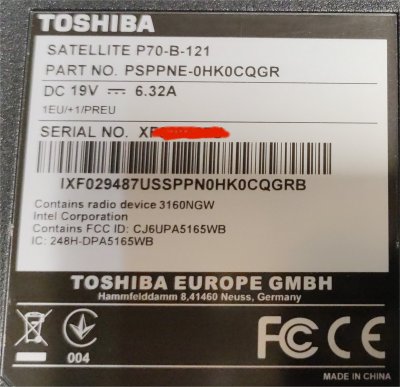 TOSHIBA
SATELLITE P70-B-121
PART NO. PSPPNE-0HK0CQGR
DC 19V ⎓ 6.32A
1EU/+1/PREU
SERIAL NO. XF
IXF029487USSPPN0HK0CQGRB
Contains radio device 3160NGW
Intel Corporation
Contains FCC ID: CJ6UPA5165WB
IC: 248H-DPA5165WB
TOSHIBA EUROPE GMBH
Hammfelddamm 8,41460 Neuss, Germany
004
FC CE
MADE IN CHINA